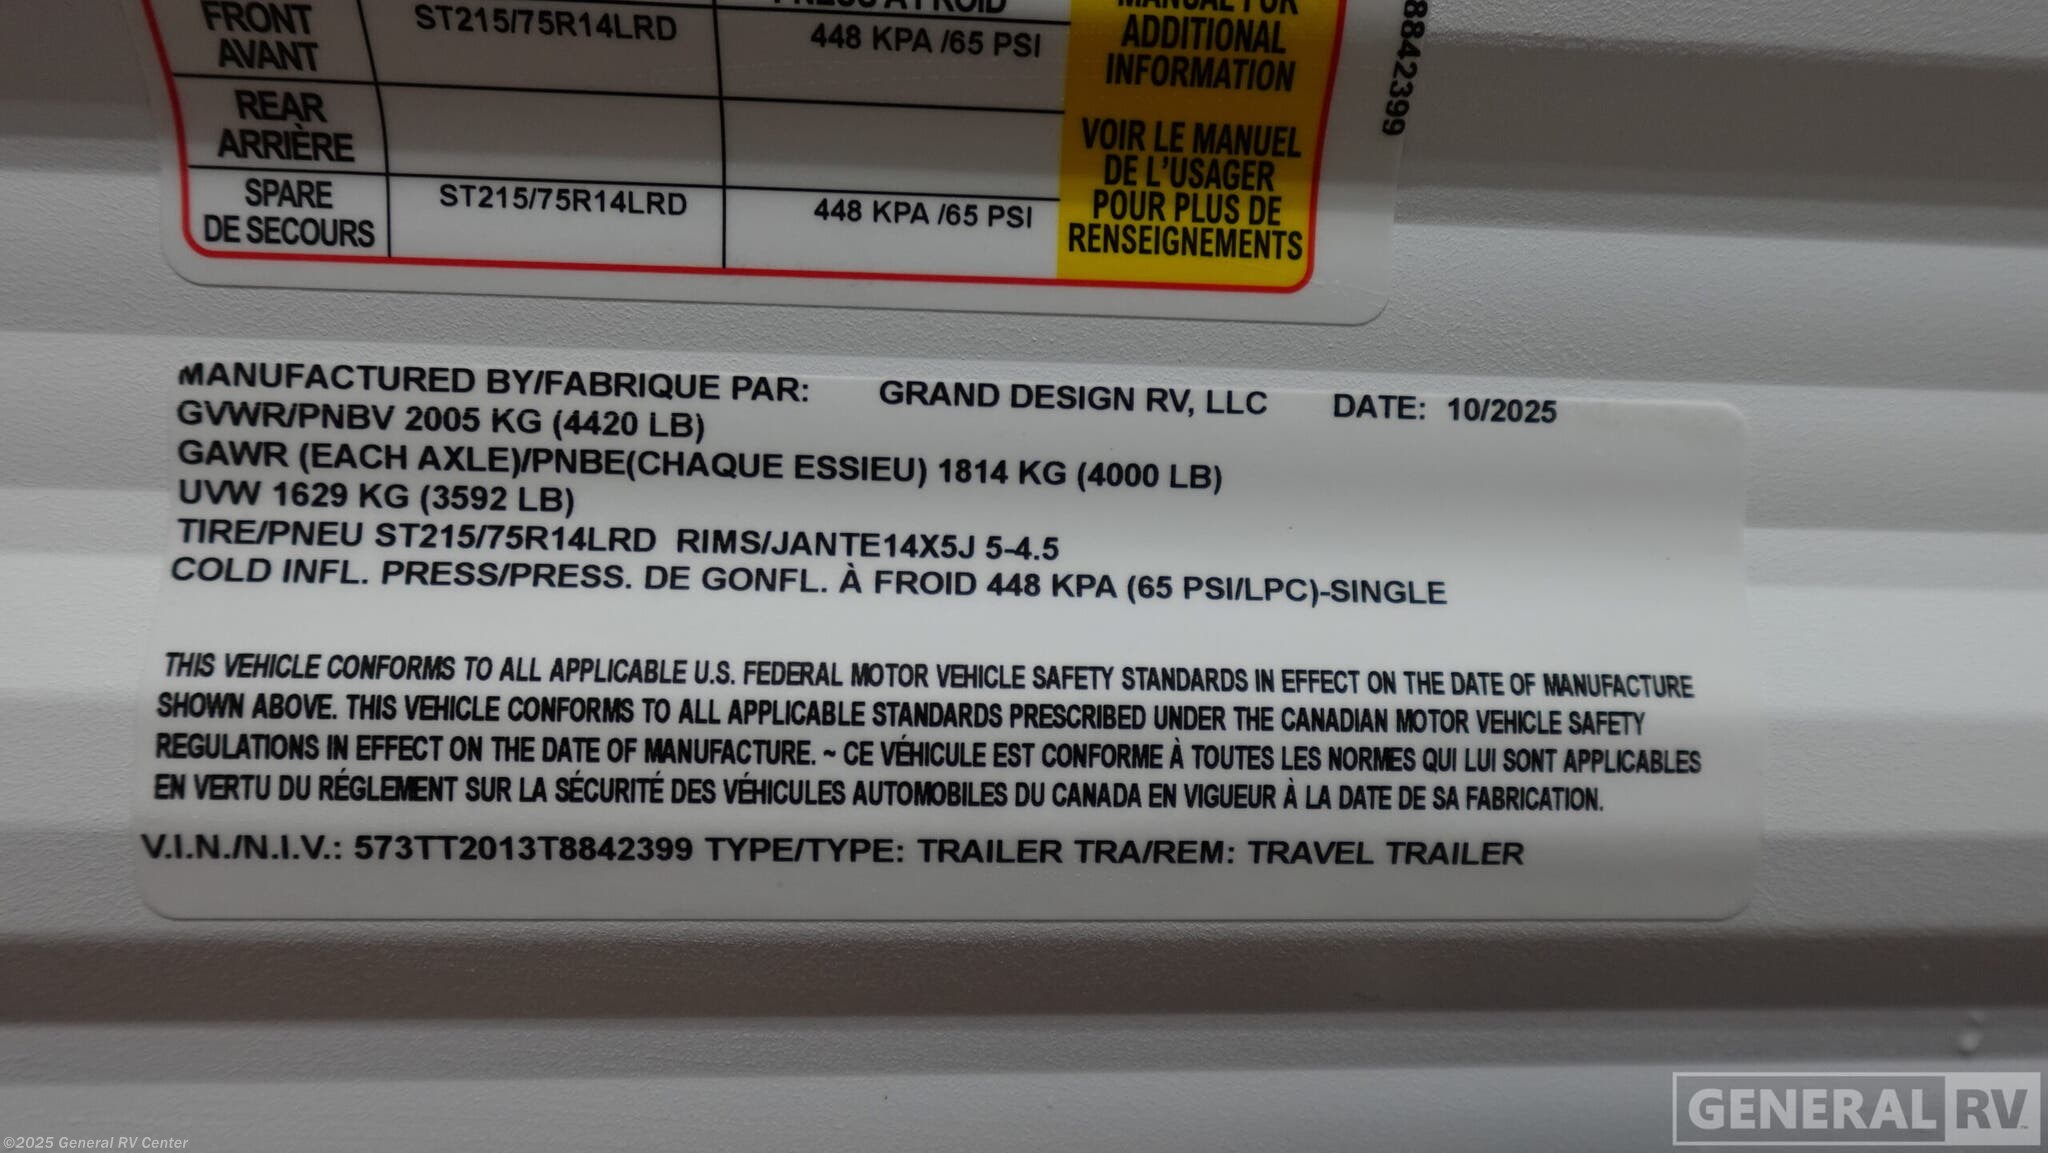 FRONT
AVANT
ST215/75R14LRD
448 KPA /65 PSI
REAR
ARRIÈRE
SPARE
DE SECOURS
ST215/75R14LRD
448 KPA /65 PSI
MANUAL FOR
ADDITIONAL
INFORMATION
VOIR LE MANUEL
DE L'USAGER
POUR PLUS DE
RENSEIGNEMENTS
8842399
MANUFACTURED BY/FABRIQUE PAR: GRAND DESIGN RV, LLC DATE: 10/2025
GVWR/PNBV 2005 KG (4420 LB)
GAWR (EACH AXLE)/PNBE(CHAQUE ESSIEU) 1814 KG (4000 LB)
UVW 1629 KG (3592 LB)
TIRE/PNEU ST215/75R14LRD RIMS/JANTE14X5J 5-4.5
COLD INFL. PRESS/PRESS. DE GONFL. À FROID 448 KPA (65 PSI/LPC)-SINGLE
THIS VEHICLE CONFORMS TO ALL APPLICABLE U.S. FEDERAL MOTOR VEHICLE SAFETY STANDARDS IN EFFECT ON THE DATE OF MANUFACTURE
SHOWN ABOVE. THIS VEHICLE CONFORMS TO ALL APPLICABLE STANDARDS PRESCRIBED UNDER THE CANADIAN MOTOR VEHICLE SAFETY
REGULATIONS IN EFFECT ON THE DATE OF MANUFACTURE. ~ CE VÉHICULE EST CONFORME À TOUTES LES NORMES QUI LUI SONT APPLICABLES
EN VERTU DU RÉGLEMENT SUR LA SÉCURITÉ DES VÉHICULES AUTOMOBILES DU CANADA EN VIGUEUR À LA DATE DE SA FABRICATION.
V.I.N./N.I.V.: 573TT2013T8842399 TYPE/TYPE: TRAILER TRA/REM: TRAVEL TRAILER
GENERAL RV
©2025 General RV Center